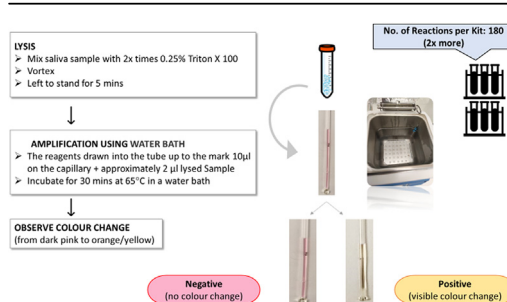 No. of Reactions per Kit: 180
(2x more)
LYSIS
➢ Mix saliva sample with 2x times 0.25% Triton X 100
➢ Vortex
➢ Left to stand for 5 mins
AMPLIFICATION USING WATER BATH
➢ The reagents drawn into the tube up to the mark 10µl
on the capillary + approximately 2 µl lysed Sample
➢ Incubate for 30 mins at 65°C in a water bath
OBSERVE COLOUR CHANGE
(from dark pink to orange/yellow)
Negative
(no colour change)
Positive
(visible colour change)